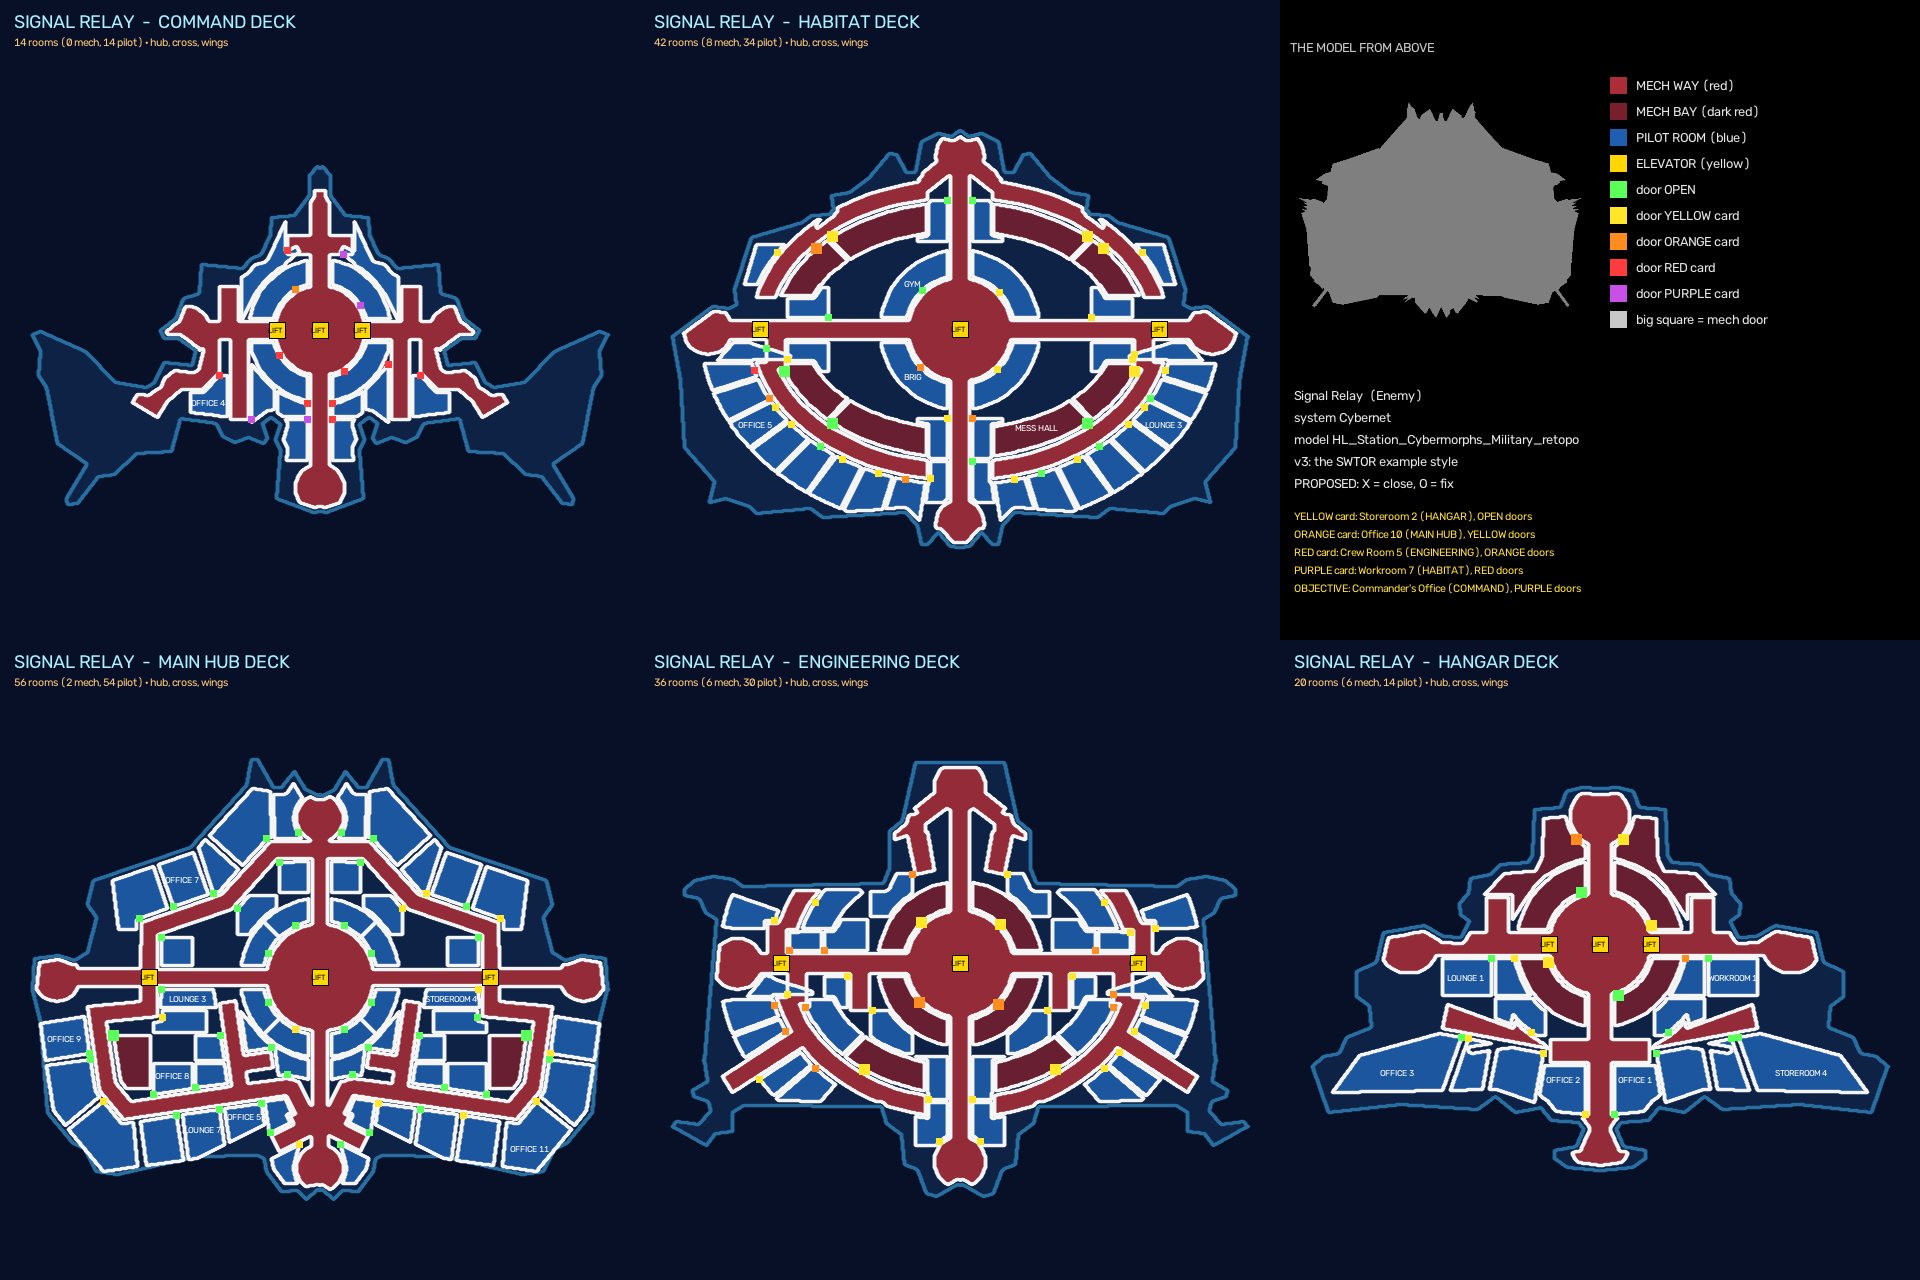 SIGNAL RELAY - COMMAND DECK
14 rooms (0 mech, 14 pilot) • hub, cross, wings
LIFT
LIFT
LIFT
OFFICE 4
SIGNAL RELAY - HABITAT DECK
42 rooms (8 mech, 34 pilot) • hub, cross, wings
GYM
LIFT
LIFT
LIFT
BRIG
OFFICE 5
MESS HALL
LOUNGE 3
THE MODEL FROM ABOVE
MECH WAY (red)
MECH BAY (dark red)
PILOT ROOM (blue)
ELEVATOR (yellow)
door OPEN
door YELLOW card
door ORANGE card
door RED card
door PURPLE card
big square = mech door
Signal Relay (Enemy)
system Cybernet
model HL_Station_Cybermorphs_Military_retopo
v3: the SWTOR example style
PROPOSED: X = close, O = fix
YELLOW card: Storeroom 2 (HANGAR), OPEN doors
ORANGE card: Office 10 (MAIN HUB), YELLOW doors
RED card: Crew Room 5 (ENGINEERING), ORANGE doors
PURPLE card: Workroom 7 (HABITAT), RED doors
OBJECTIVE: Commander's Office (COMMAND), PURPLE doors
SIGNAL RELAY - MAIN HUB DECK
56 rooms (2 mech, 54 pilot) • hub, cross, wings
OFFICE 7
LIFT
LIFT
LIFT
LOUNGE 3
STOREROOM 4
OFFICE 9
OFFICE 8
OFFICE 5
LOUNGE 7
OFFICE 11
SIGNAL RELAY - ENGINEERING DECK
36 rooms (6 mech, 30 pilot) • hub, cross, wings
LIFT
LIFT
LIFT
SIGNAL RELAY - HANGAR DECK
20 rooms (6 mech, 14 pilot) • hub, cross, wings
LIFT
LIFT
LIFT
LOUNGE 1
WORKROOM 1
OFFICE 3
OFFICE 2
OFFICE 1
STOREROOM 4